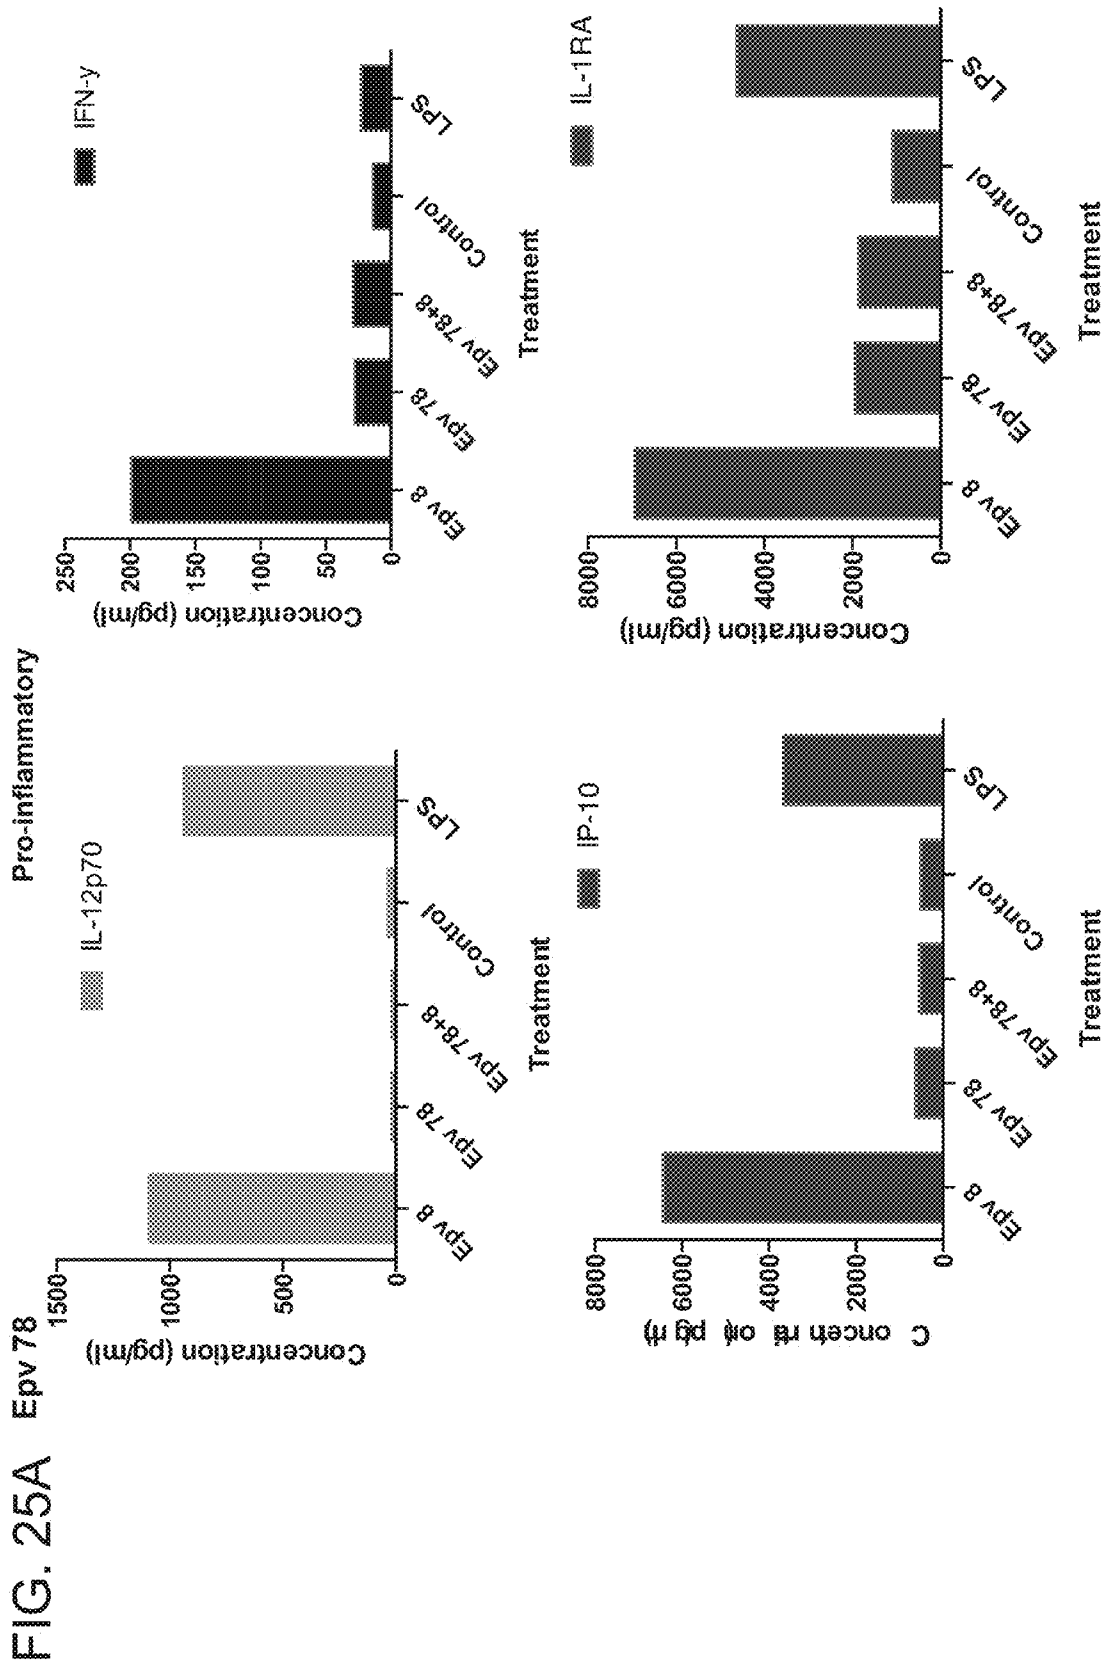 FIG. 25A
Epv 78
Pro-inflammatory
IL-12p70
Concentration (pg/ml)
1500
1000
500
0
Epv 8
Epv 78
Epv 78+8
Control
LPS
Treatment
IFN-y
Concentration (pg/ml)
250
200
150
100
50
0
Epv 8
Epv 78
Epv 78+8
Control
LPS
Treatment
IP-10
8000
6000
4000
2000
0
Epv 8
Epv 78
Epv 78+8
Control
LPS
Treatment
IL-1RA
Concentration (pg/ml)
8000
6000
4000
2000
0
Epv 8
Epv 78
Epv 78+8
Control
LPS
Treatment